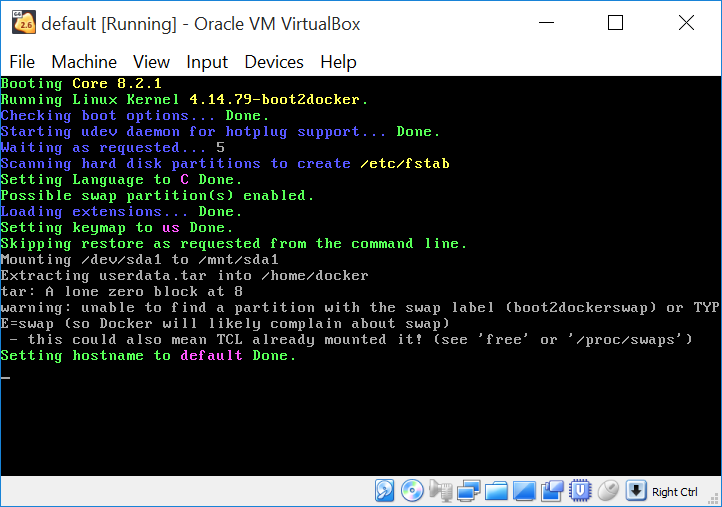 default [Running] - Oracle VM VirtualBox
File Machine View Input Devices Help
Booting Core 8.2.1
Running Linux Kernel 4.14.79-boot2docker.
Checking boot options... Done.
Starting udev daemon for hotplug support... Done.
Waiting as requested... 5
Scanning hard disk partitions to create /etc/fstab
Setting Language to C Done.
Possible swap partition(s) enabled.
Loading extensions... Done.
Setting keymap to us Done.
Skipping restore as requested from the command line.
Mounting /dev/sda1 to /mnt/sda1
Extracting userdata.tar into /home/docker
tar: A lone zero block at 8
warning: unable to find a partition with the swap label (boot2dockerswap) or TYP
E=swap (so Docker will likely complain about swap)
 - this could also mean TCL already mounted it! (see 'free' or '/proc/swaps')
Setting hostname to default Done.
_
Right Ctrl